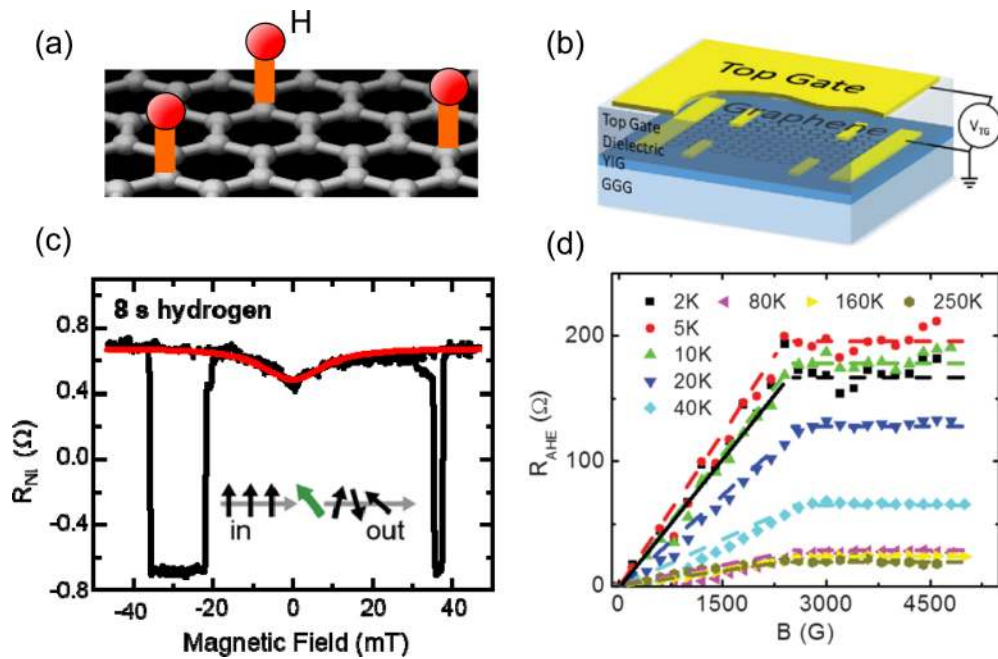 (a)
H
(b)
Top Gate
Graphene
Top Gate
Dielectric
YIG
GGG
V_TG
(c)
8 s hydrogen
R_Nl (Ω)
0.8
0.4
0.0
-0.4
-0.8
in
out
-40 -20 0 20 40
Magnetic Field (mT)
(d)
2K 80K 160K 250K
5K
10K
20K
40K
R_AHE (Ω)
200
100
0
0 1500 3000 4500
B (G)